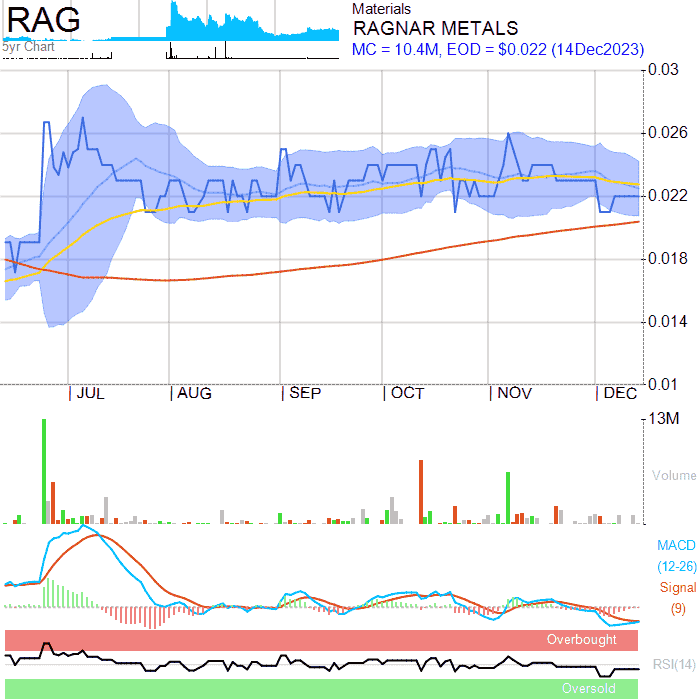 RAG
5yr Chart
Materials
RAGNAR METALS
MC = 10.4M, EOD = $0.022 (14Dec2023)
0.03
0.026
0.022
0.018
0.014
0.01
JUL
AUG
SEP
OCT
NOV
DEC
13M
Volume
MACD
(12-26)
Signal
(9)
Overbought
RSI(14)
Oversold